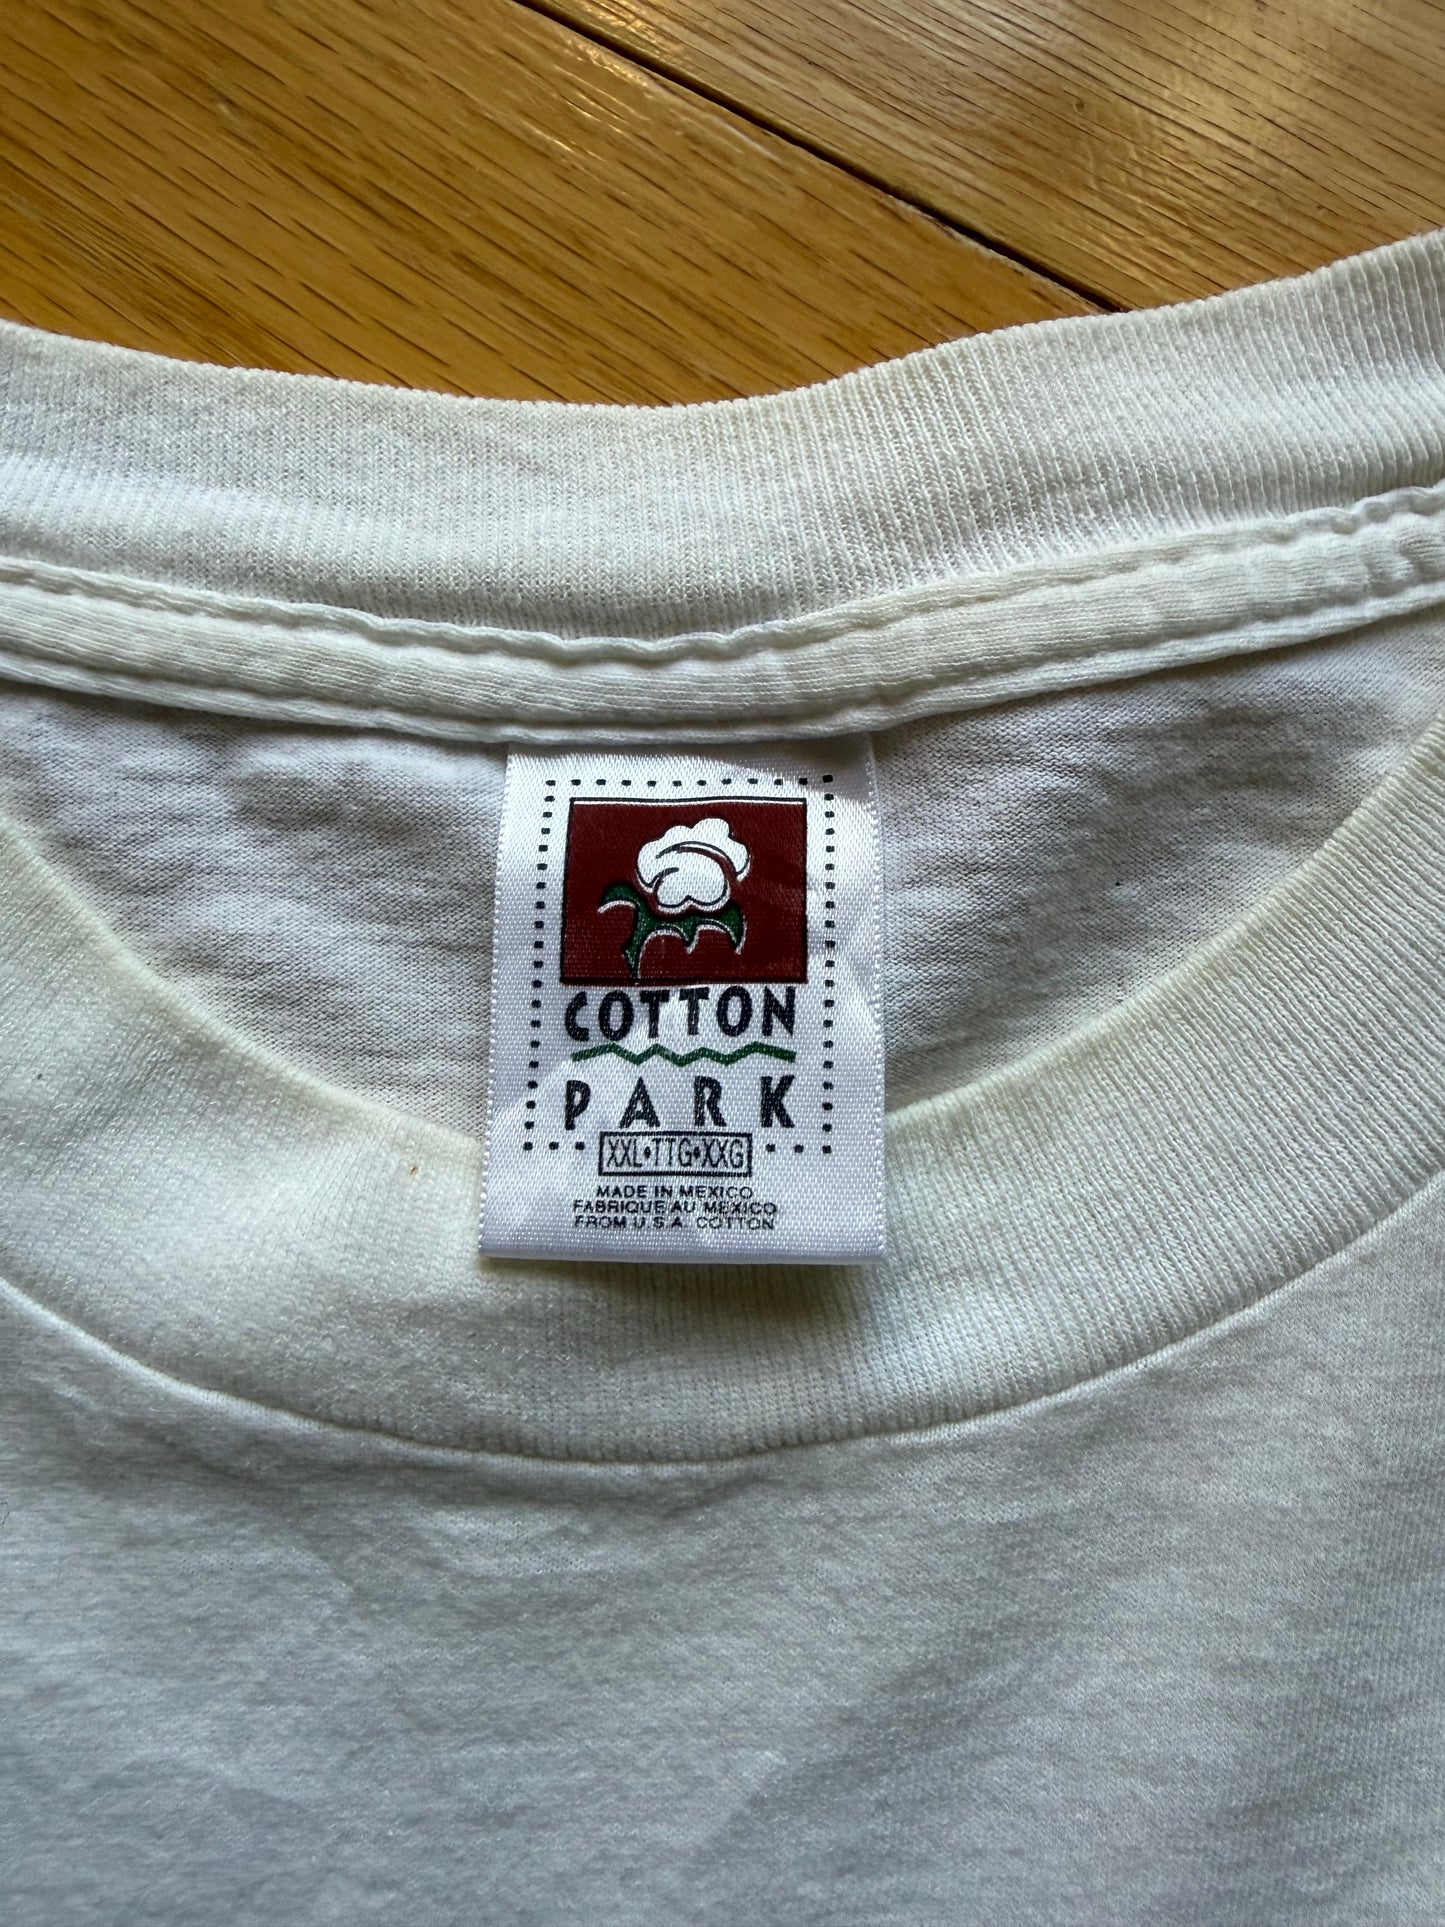 COTTON
PARK
XXL•TTG•XXG
MADE IN MEXICO
FABRIQUE AU MEXICO
FROM U.S.A. COTTON